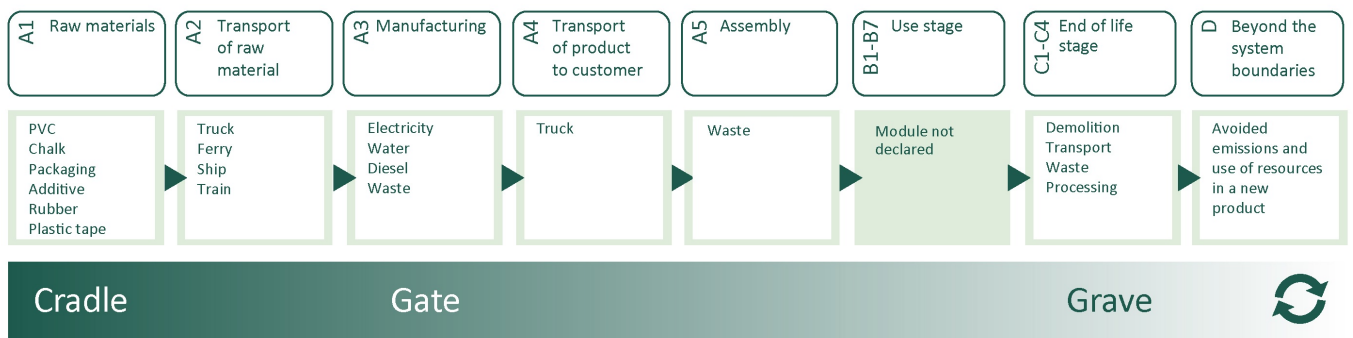 A1
Raw materials
A2
Transport
of raw
material
A3
Manufacturing
A4
Transport
of product
to customer
A5
Assembly
B1-B7
Use stage
C1-C4
End of life
stage
D
Beyond the
system
boundaries
PVC
Chalk
Packaging
Additive
Rubber
Plastic tape
Truck
Ferry
Ship
Train
Electricity
Water
Diesel
Waste
Truck
Waste
Module not
declared
Demolition
Transport
Waste
Processing
Avoided
emissions and
use of resources
in a new
product
Cradle
Gate
Grave